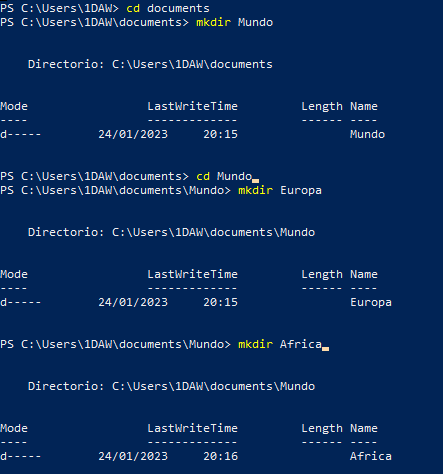 PS C:\Users\1DAW> cd documents
PS C:\Users\1DAW\documents> mkdir Mundo
Directorio: C:\Users\1DAW\documents
Mode LastWriteTime Length Name
---- ------------- ------ ----
d----- 24/01/2023 20:15 Mundo
PS C:\Users\1DAW\documents> cd Mundo
PS C:\Users\1DAW\documents\Mundo> mkdir Europa
Directorio: C:\Users\1DAW\documents\Mundo
Mode LastWriteTime Length Name
---- ------------- ------ ----
d----- 24/01/2023 20:15 Europa
PS C:\Users\1DAW\documents\Mundo> mkdir Africa
Directorio: C:\Users\1DAW\documents\Mundo
Mode LastWriteTime Length Name
---- ------------- ------ ----
d----- 24/01/2023 20:16 Africa